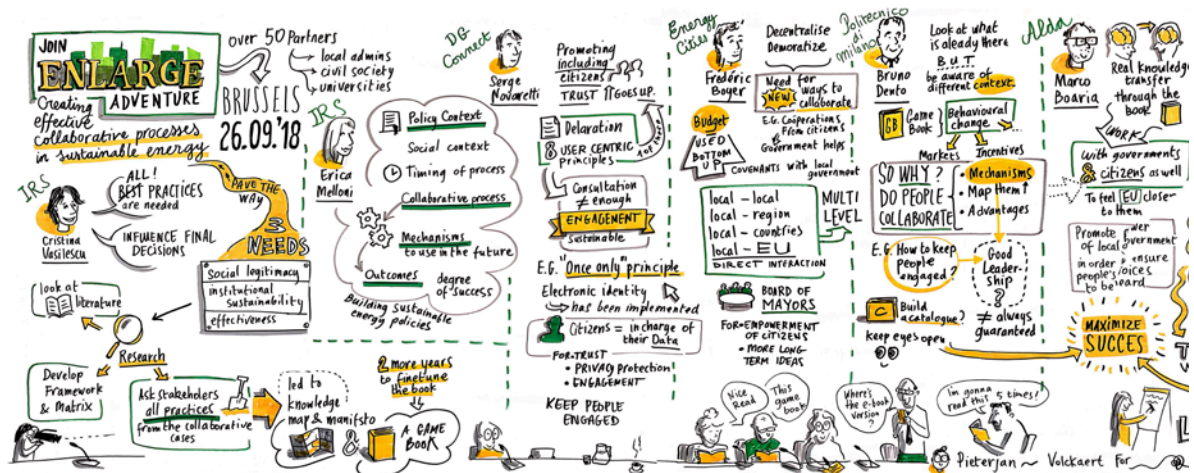 JOIN
ENLARGE
ADVENTURE
Creating
effective
collaborative processes
in sustainable energy
over 50 Partners
local admins
civil society
universities
BRUSSELS
26.09.'18
IRS
Cristina
Vasilescu
ALL!
BEST PRACTICES
are needed
INFLUENCE FINAL
DECISIONS
PAVE THE
WAY
3
NEEDS
Social legitimacy
institutional
sustainability
effectiveness
look at
literature
Research
Develop
Framework
& Matrix
Ask stakeholders
all practices
from the collaborative
cases
led to
knowledge
map & manifsto
&
2 more years
to finetune
the book
A GAME
BOOK
IRS
Erica
Melloni
Policy Context
Social context
Timing of process
Collaborative process
Mechanisms
to use in the future
Outcomes
degree
of success
Building sustainable
energy policies
DG
Connect
Serge
Novaretti
Promoting
including
citizens
TRUST GOES UP.
Delaration
8 USER CENTRIC
principles
Consultation
≠ enough
ENGAGEMENT
sustainable
E.G. "Once only" principle
Electronic identity
has been implemented
Citizens = in charge of
their Data
FOR TRUST
• PRIVACY PROTECTION
• ENGAGEMENT
KEEP PEOPLE
ENGAGED
Energy
Cities
Frédéric
Boyer
Decentralise
Democratize
Need for
NEW ways to
collaborate
E.G. Cooperations
From citizens
&
Government helps
Budget
USED
BOTTOM
UP
COVENANTS with local
government
local – local
local – region
local – countries
local – EU
DIRECT INTERACTION
MULTI
LEVEL
BOARD OF
MAYORS
FOR • EMPOWERMENT
OF CITIZENS
• MORE LONG
TERM IDEAS
Nice
Read
This
game
book!
Politecnico
di
Milano
Bruno
Dento
Look at what
is already there
BUT
be aware of
different context.
GB
Game
Book
Behavioural
change
Markets
Incentives
SO WHY?
DO PEOPLE
COLLABORATE
• Mechanisms
• Map them
• Advantages
E.G. How to keep
people
engaged?
Good
Leader-
ship
?
≠ always
guaranteed
C
Build
a catalogue?
Keep eyes open
Where's
the e-book
version
?
I'm gonna
read this 5 times!
Alda
Marco
Boaria
Real Knowledge
transfer
through the
book
WORK
with governments
& citizens as well
To feel EU closer
to them
Promote
of local
in order
people's
to be
MAXIMIZE
SUCCES
Pieterjan ~ Volckaert For